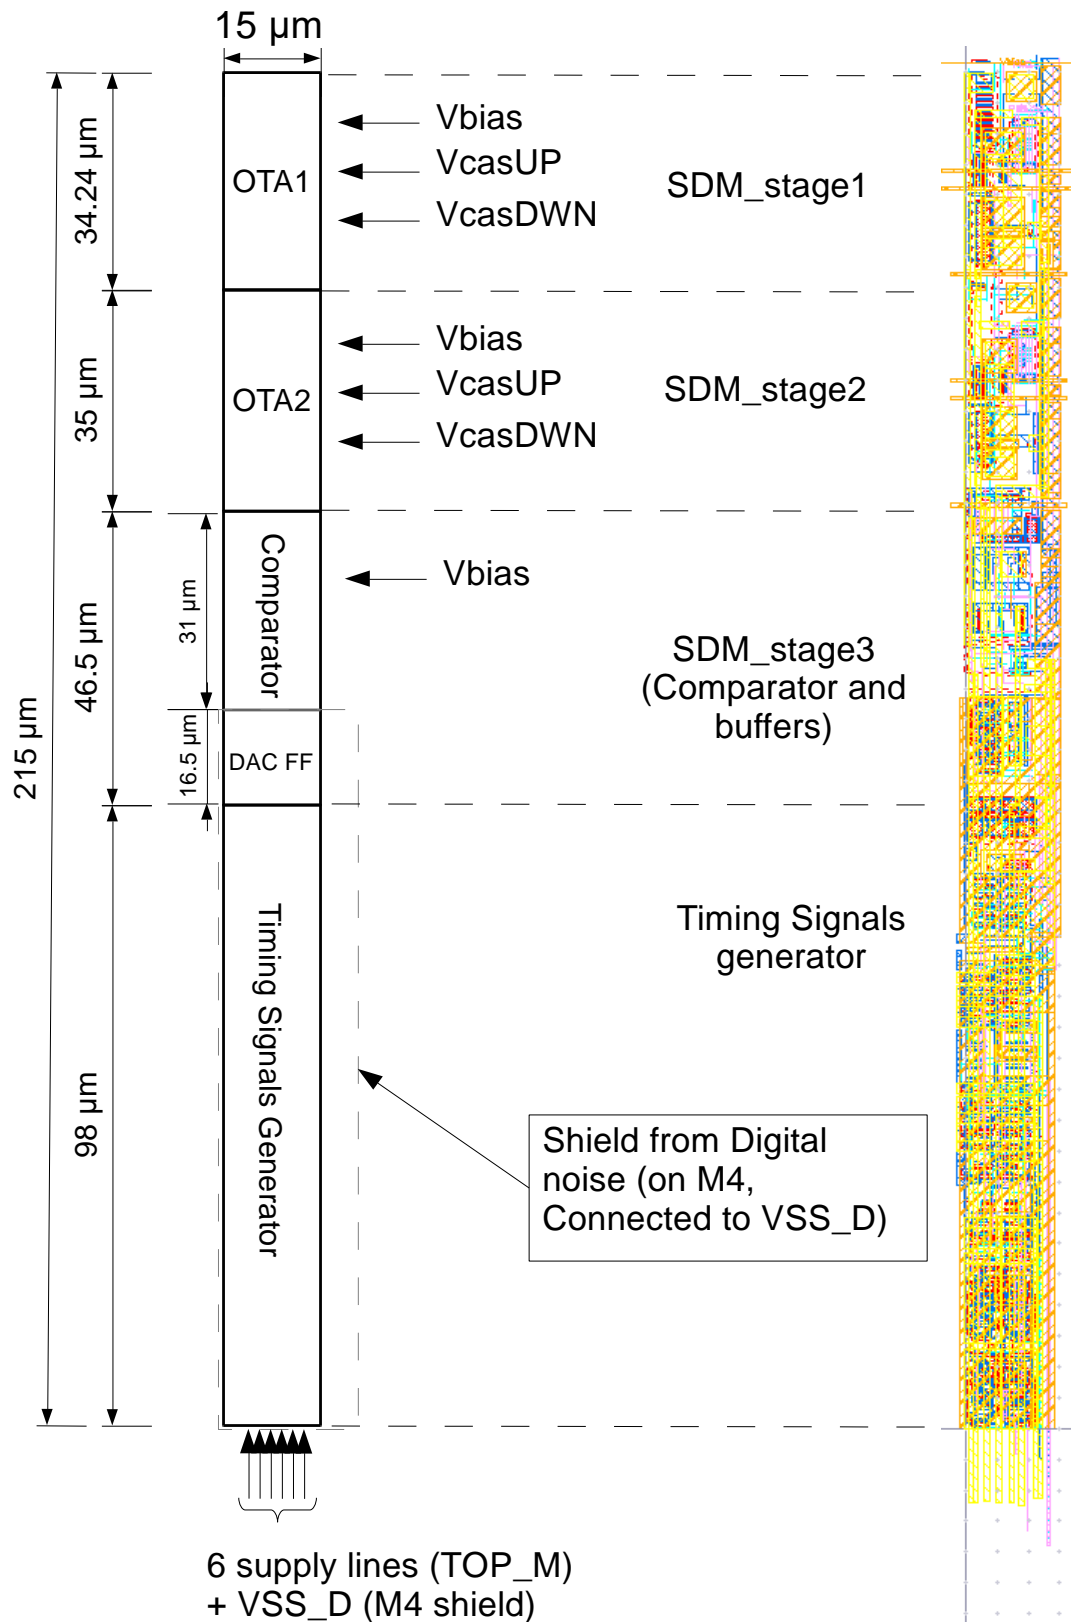 15 µm
34.24 µm
OTA1
Vbias
VcasUP
VcasDWN
SDM_stage1
35 µm
OTA2
Vbias
VcasUP
VcasDWN
SDM_stage2
215 µm
46.5 µm
31 µm
Comparator
Vbias
SDM_stage3
(Comparator and
buffers)
16.5 µm
DAC FF
98 µm
Timing Signals Generator
Timing Signals
generator
Shield from Digital
noise (on M4,
Connected to VSS_D)
6 supply lines (TOP_M)
+ VSS_D (M4 shield)